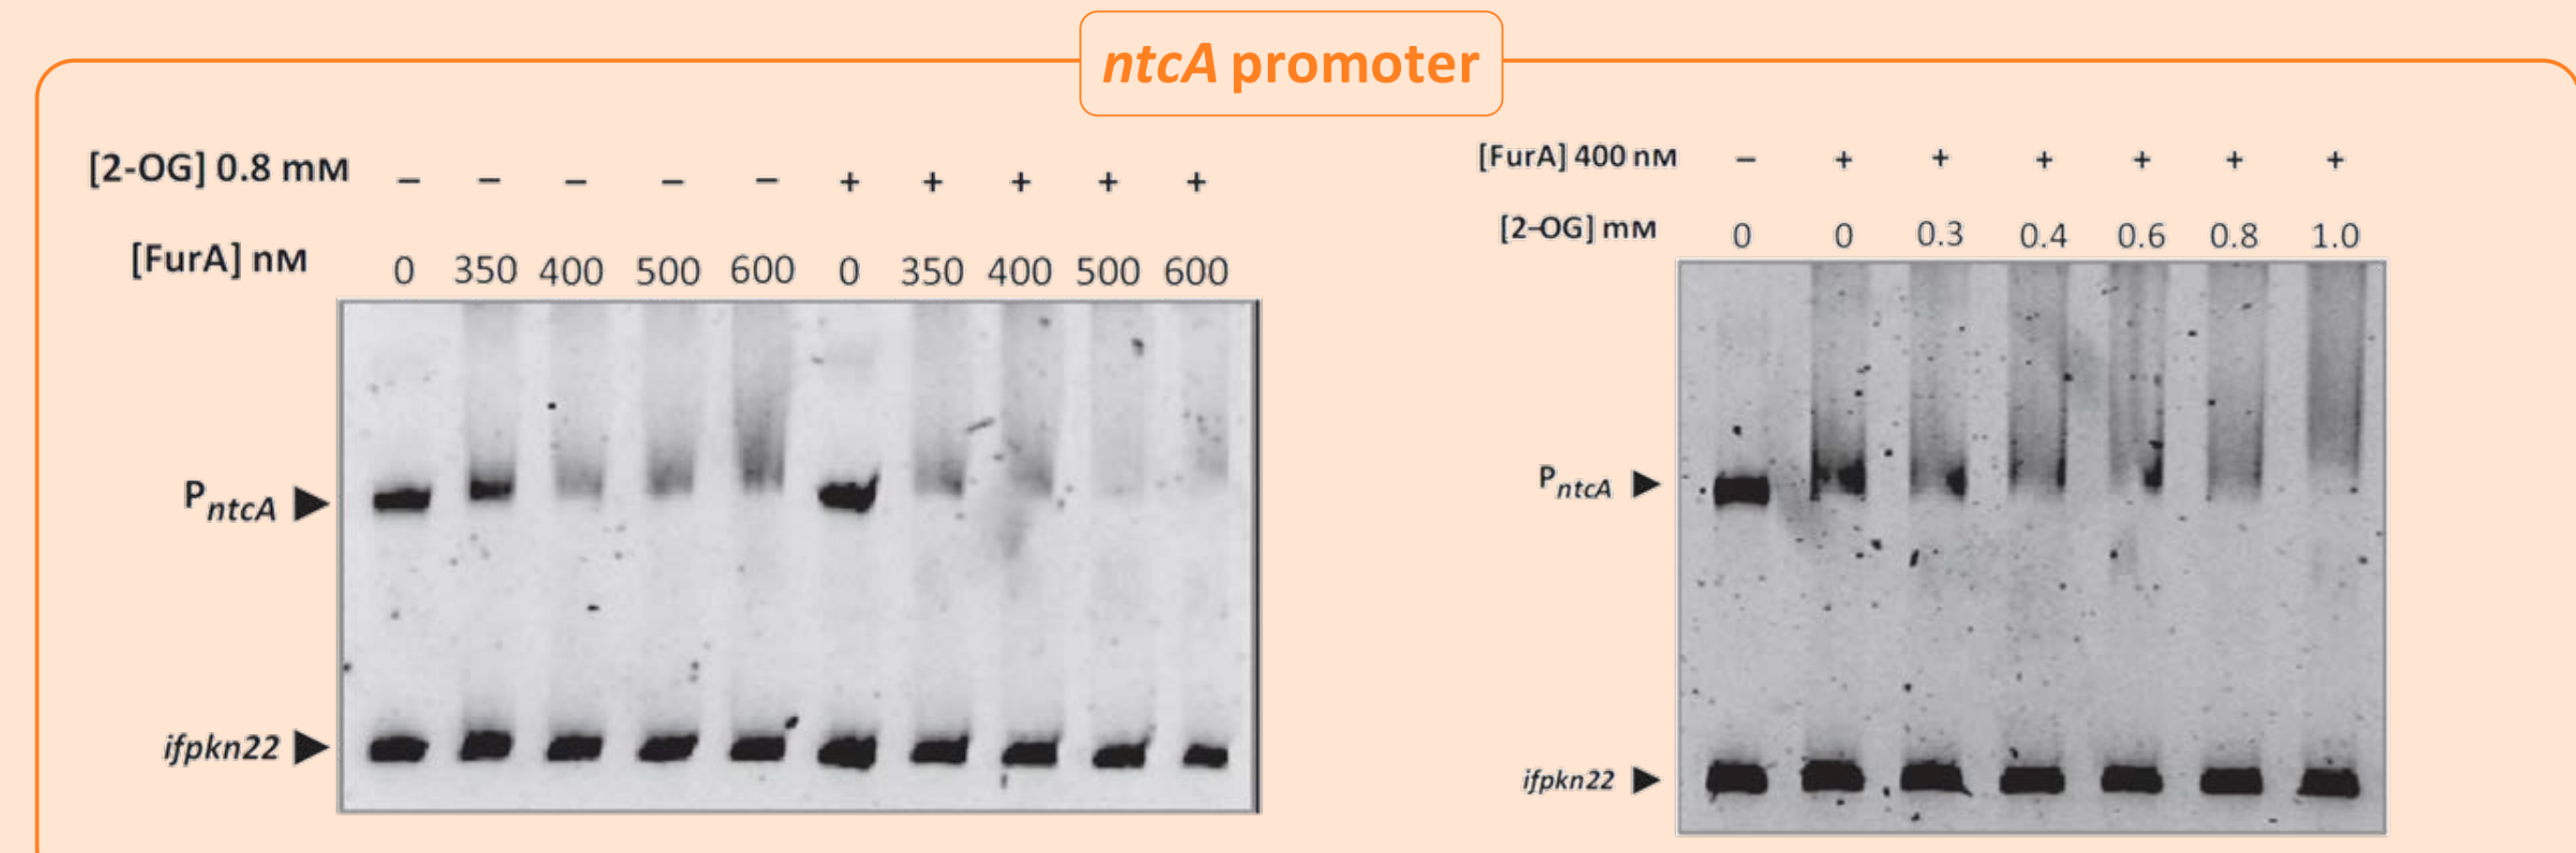 ntcA promoter
[2-OG] 0.8 mM − − − − − + + + + +
[FurA] nM 0 350 400 500 600 0 350 400 500 600
PntcA ►
ifpkn22 ►
[FurA] 400 nM − + + + + + +
[2-OG] mM 0 0 0.3 0.4 0.6 0.8 1.0
PntcA ►
ifpkn22 ►